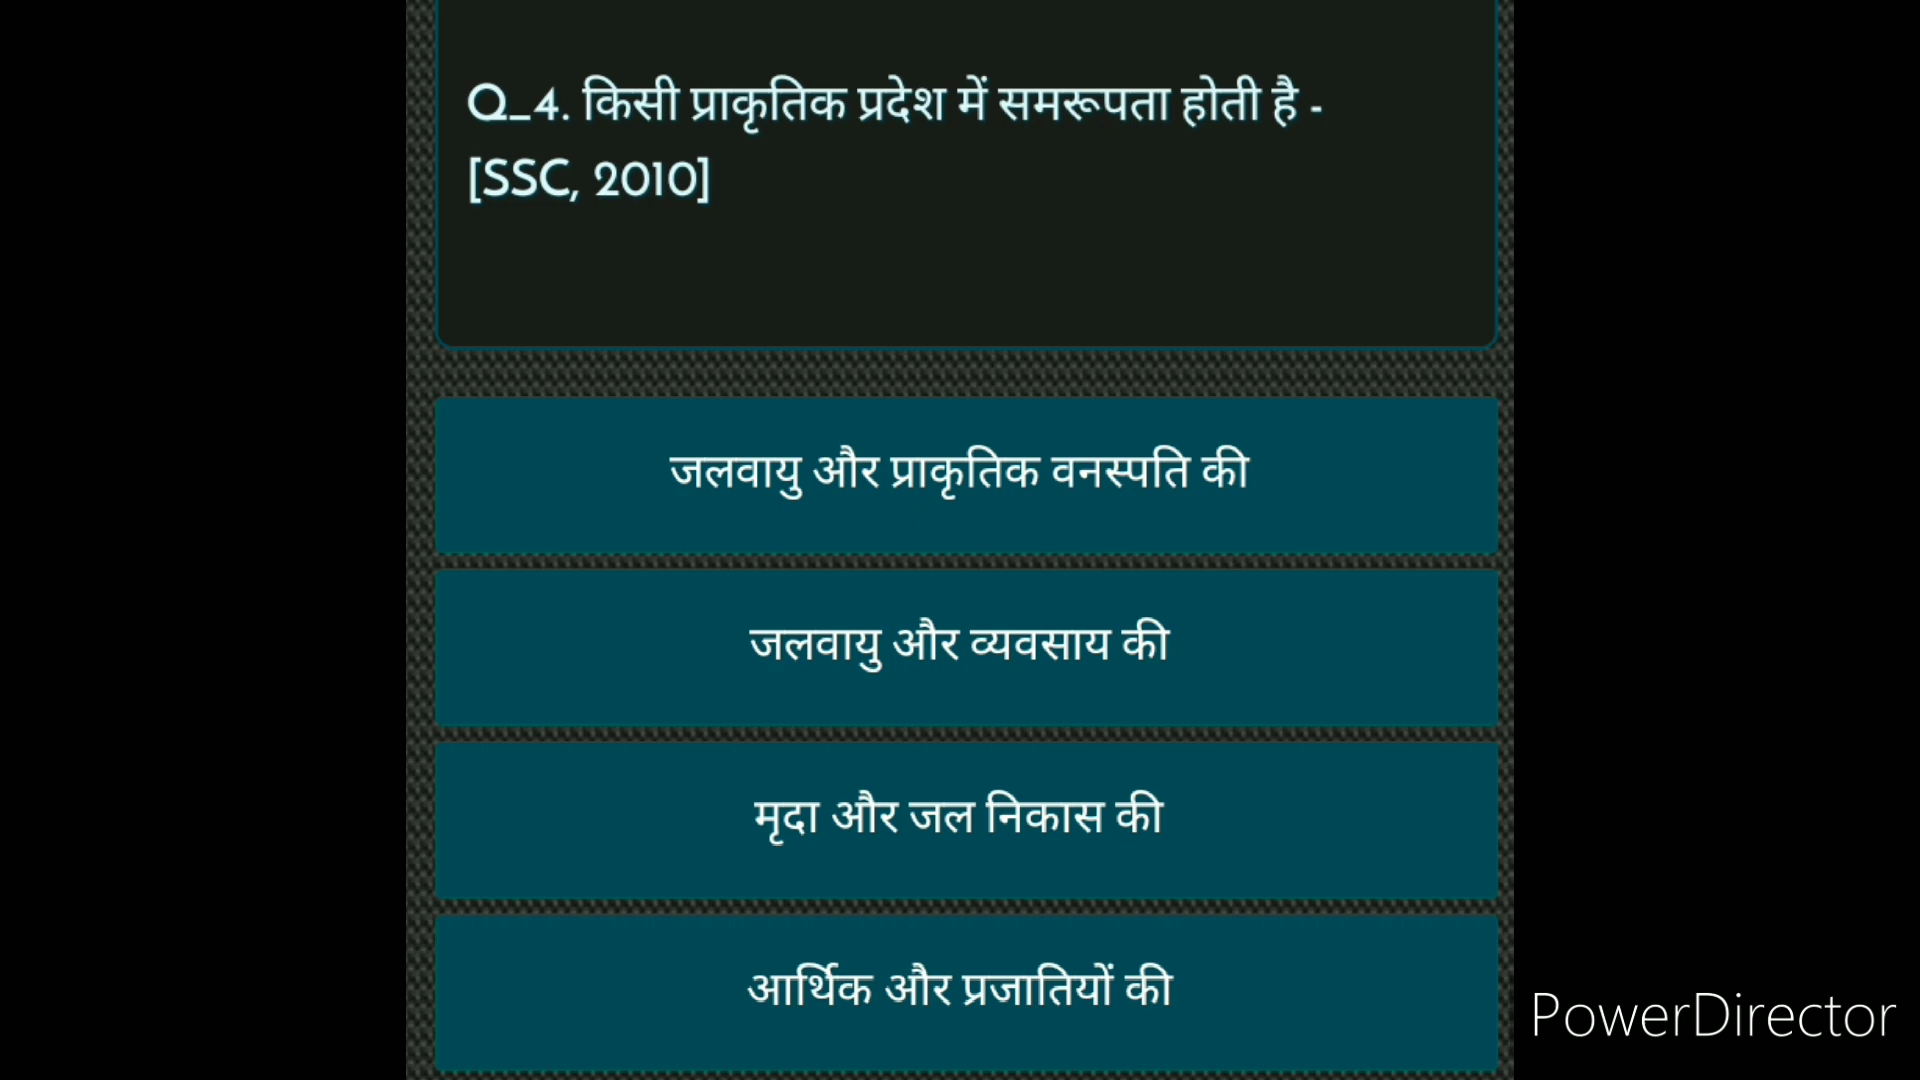 Q_4. किसी प्राकृतिक प्रदेश में समरूपता होती है -
[SSC, 2010]
जलवायु और प्राकृतिक वनस्पति की
जलवायु और व्यवसाय की
मृदा और जल निकास की
आर्थिक और प्रजातियों की
PowerDirector